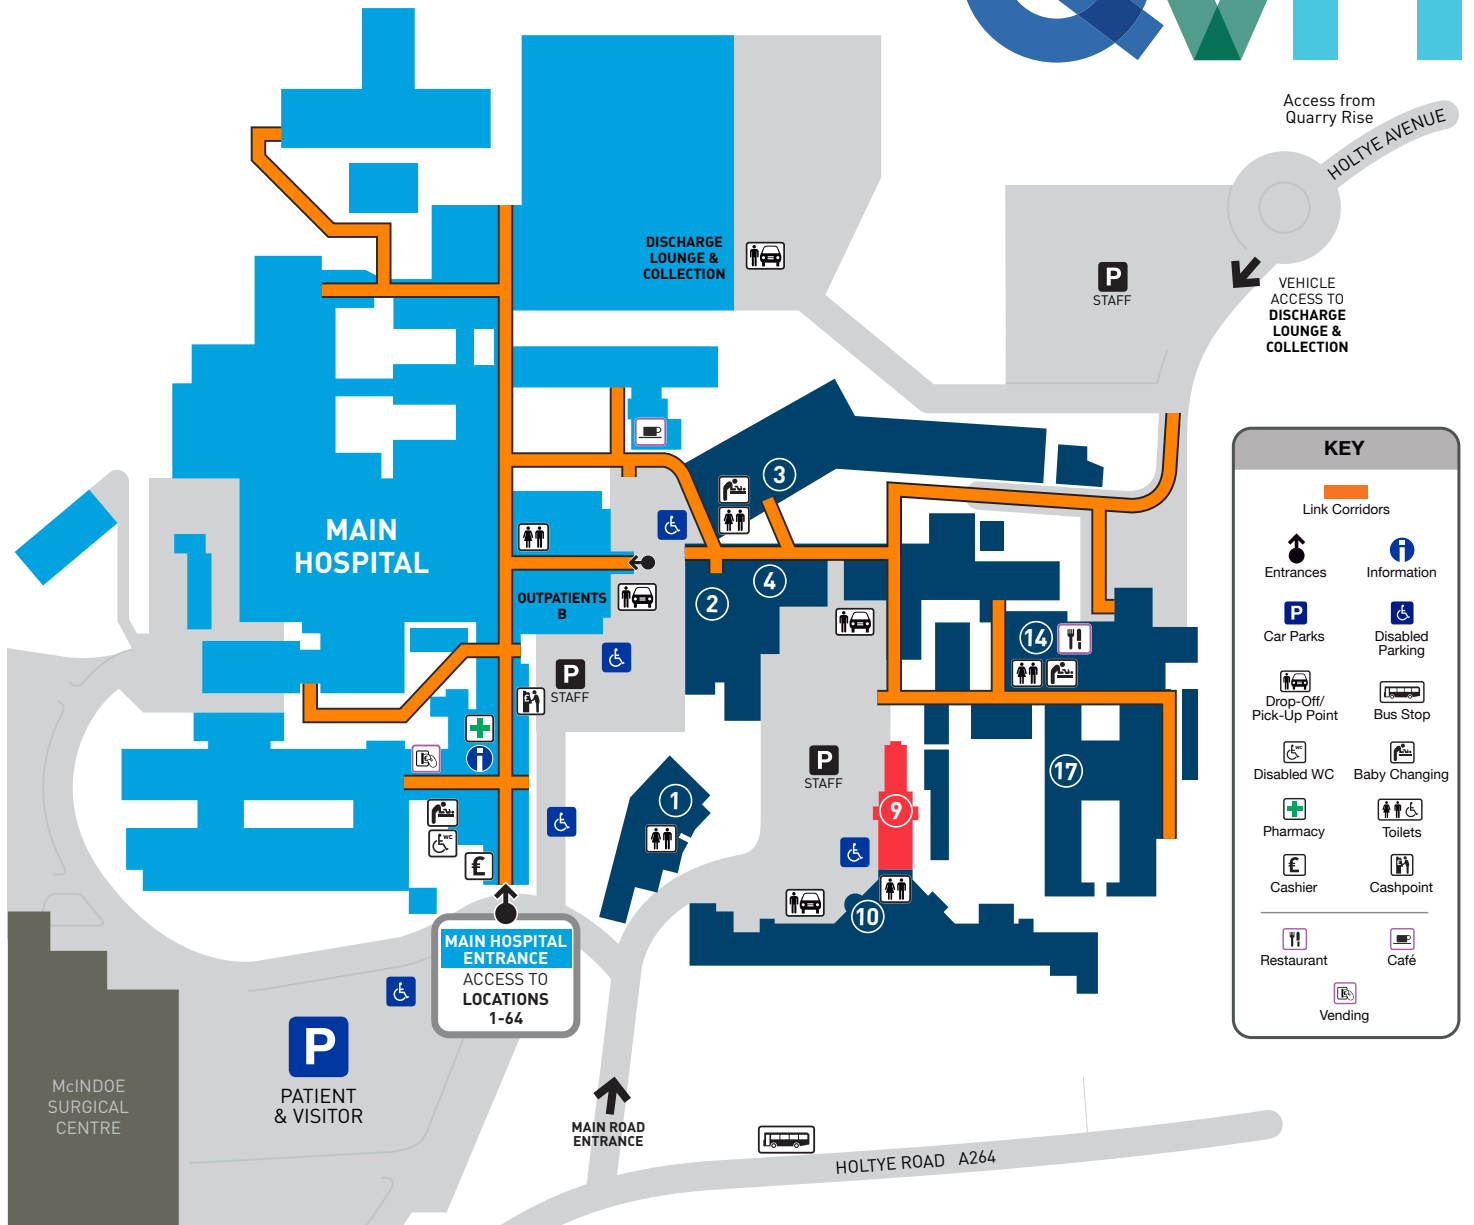 Access from
Quarry Rise
HOLTYE AVENUE
DISCHARGE
LOUNGE &
COLLECTION
P
STAFF
VEHICLE
ACCESS TO
DISCHARGE
LOUNGE &
COLLECTION
3
MAIN
HOSPITAL
OUTPATIENTS
B
2
4
14
P
STAFF
i
P
STAFF
17
1
9
WC
£
10
MAIN HOSPITAL
ENTRANCE
ACCESS TO
LOCATIONS
1-64
P
PATIENT
& VISITOR
McINDOE
SURGICAL
CENTRE
MAIN ROAD
ENTRANCE
HOLTYE ROAD A264
KEY
Link Corridors
Entrances
i
Information
P
Car Parks
Disabled
Parking
Drop-Off/
Pick-Up Point
Bus Stop
WC
Disabled WC
Baby Changing
Pharmacy
Toilets
£
Cashier
Cashpoint
Restaurant
Café
Vending